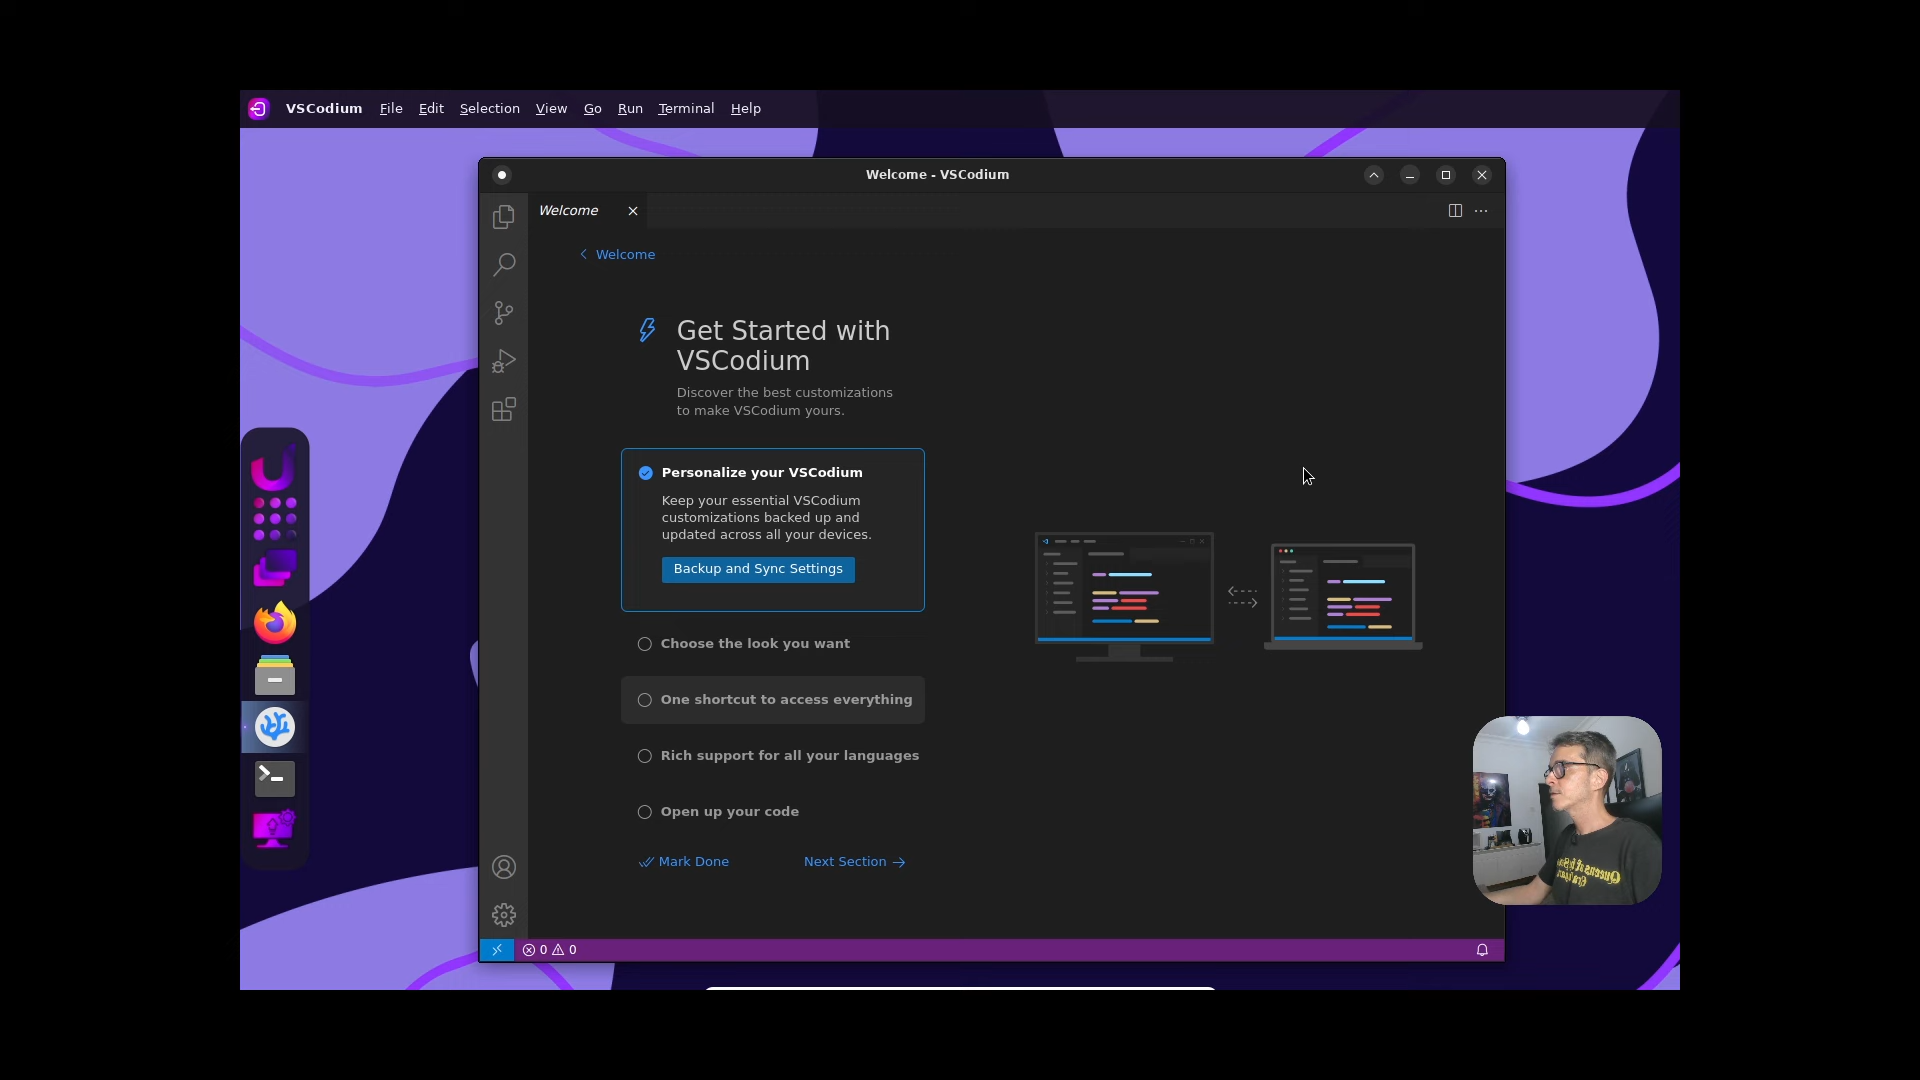 VSCodium File Edit Selection View Go Run Terminal Help
Welcome - VSCodium
Welcome
Welcome
Get Started with
VSCodium
Discover the best customizations
to make VSCodium yours.
Personalize your VSCodium
Keep your essential VSCodium
customizations backed up and
updated across all your devices.
Backup and Sync Settings
Choose the look you want
One shortcut to access everything
Rich support for all your languages
Open up your code
Mark Done Next Section
0 0